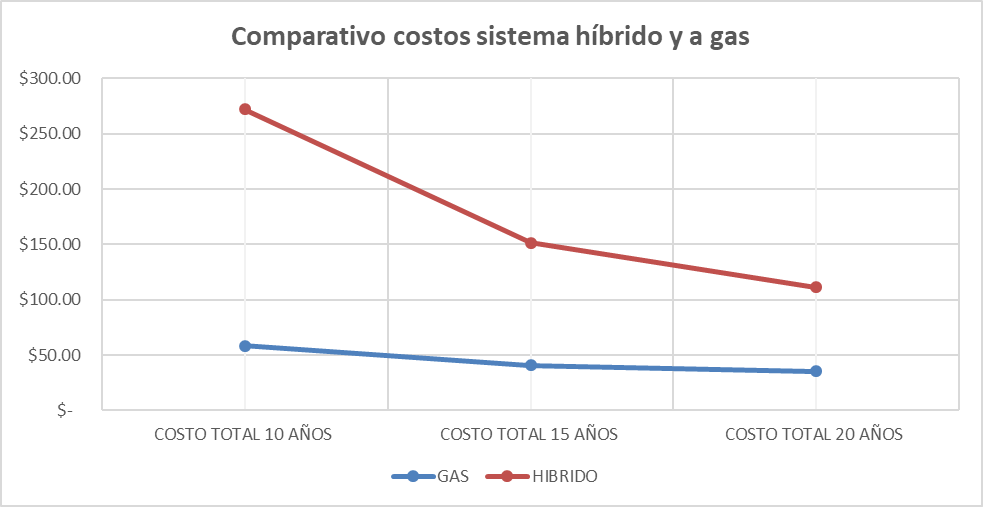 Comparativo costos sistema híbrido y a gas
$300.00
$250.00
$200.00
$150.00
$100.00
$50.00
$-
COSTO TOTAL 10 AÑOS COSTO TOTAL 15 AÑOS COSTO TOTAL 20 AÑOS
GAS HIBRIDO